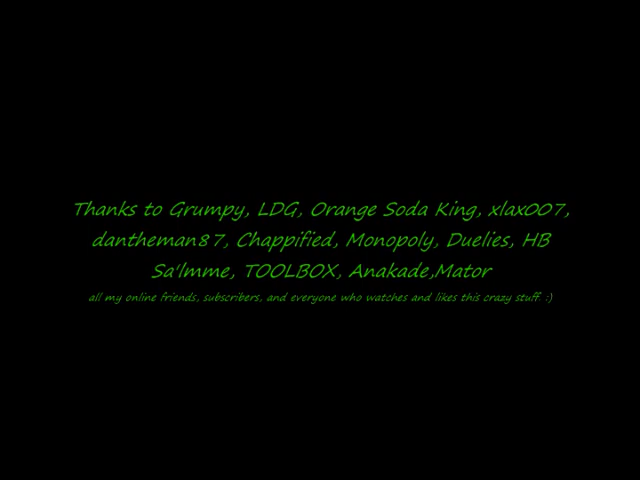 Thanks to Grumpy, LDG, Orange Soda King, xlax007,
dantheman87, Chappified, Monopoly, Duelies, HB
Sa'lmme, TOOLBOX, Anakade,Mator
all my online friends, subscribers, and everyone who watches and likes this crazy stuff. :)